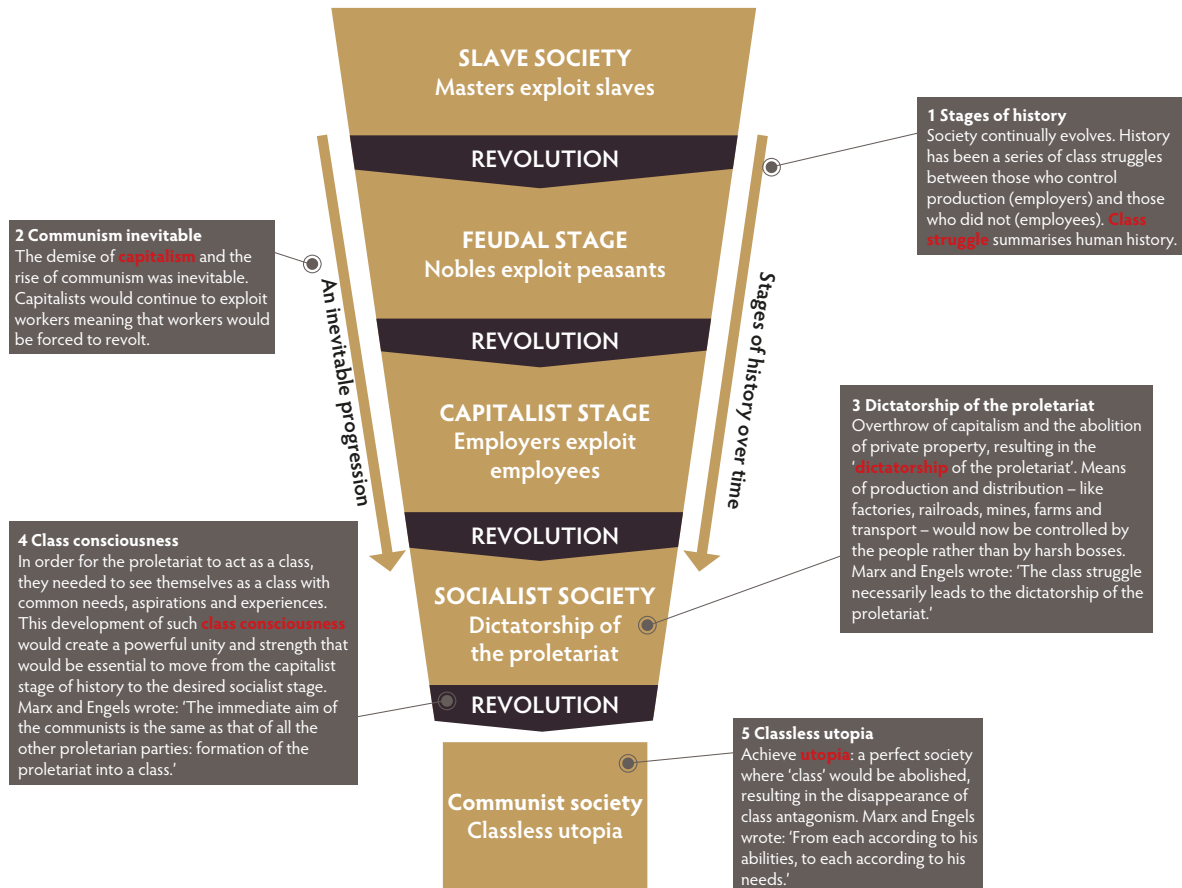 SLAVE SOCIETY
Masters exploit slaves
REVOLUTION
FEUDAL STAGE
Nobles exploit peasants
REVOLUTION
CAPITALIST STAGE
Employers exploit
employees
REVOLUTION
SOCIALIST SOCIETY
Dictatorship of
the proletariat
REVOLUTION
Communist society
Classless utopia
An inevitable progression
Stages of history over time
1 Stages of history
Society continually evolves. History
has been a series of class struggles
between those who control
production (employers) and those
who did not (employees). Class
struggle summarises human history.
2 Communism inevitable
The demise of capitalism and the
rise of communism was inevitable.
Capitalists would continue to exploit
workers meaning that workers would
be forced to revolt.
3 Dictatorship of the proletariat
Overthrow of capitalism and the abolition
of private property, resulting in the
‘dictatorship of the proletariat’. Means
of production and distribution – like
factories, railroads, mines, farms and
transport – would now be controlled by
the people rather than by harsh bosses.
Marx and Engels wrote: ‘The class struggle
necessarily leads to the dictatorship of the
proletariat.’
4 Class consciousness
In order for the proletariat to act as a class,
they needed to see themselves as a class with
common needs, aspirations and experiences.
This development of such class consciousness
would create a powerful unity and strength that
would be essential to move from the capitalist
stage of history to the desired socialist stage.
Marx and Engels wrote: ‘The immediate aim of
the communists is the same as that of all the
other proletarian parties: formation of the
proletariat into a class.’
5 Classless utopia
Achieve utopia: a perfect society
where ‘class’ would be abolished,
resulting in the disappearance of
class antagonism. Marx and Engels
wrote: ‘From each according to his
abilities, to each according to his
needs.’